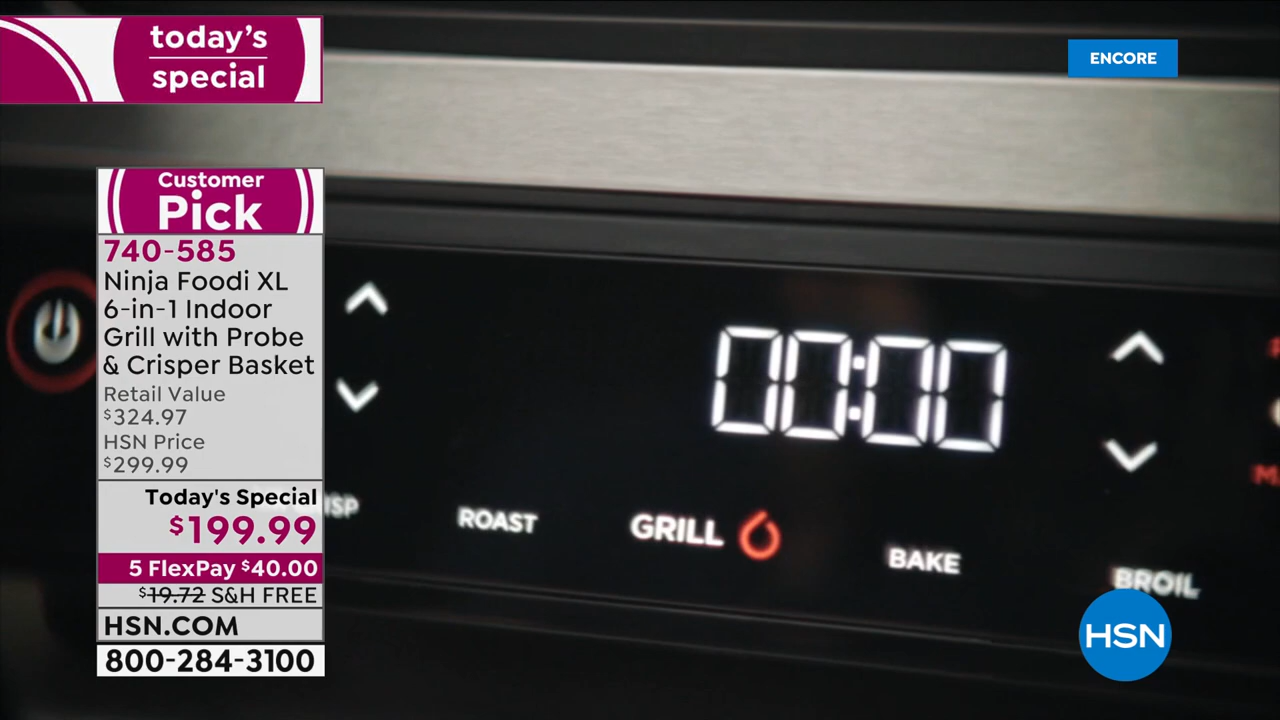 today's
special
ENCORE
Customer
Pick
740-585
Ninja Foodi XL
6-in-1 Indoor
Grill with Probe
& Crisper Basket
Retail Value
$324.97
HSN Price
$299.99
Today's Special
$199.99
5 FlexPay $40.00
$19.72 S&H FREE
HSN.COM
800-284-3100
00:00
ROAST
GRILL
BAKE
BROIL
HSN